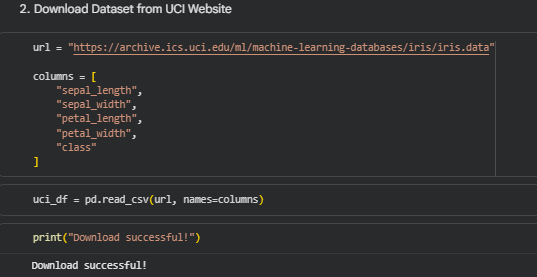 2. Download Dataset from UCI Website
url = "https://archive.ics.uci.edu/ml/machine-learning-databases/iris/iris.data"
columns = [
    "sepal_length",
    "sepal_width",
    "petal_length",
    "petal_width",
    "class"
]
uci_df = pd.read_csv(url, names=columns)
print("Download successful!")
Download successful!